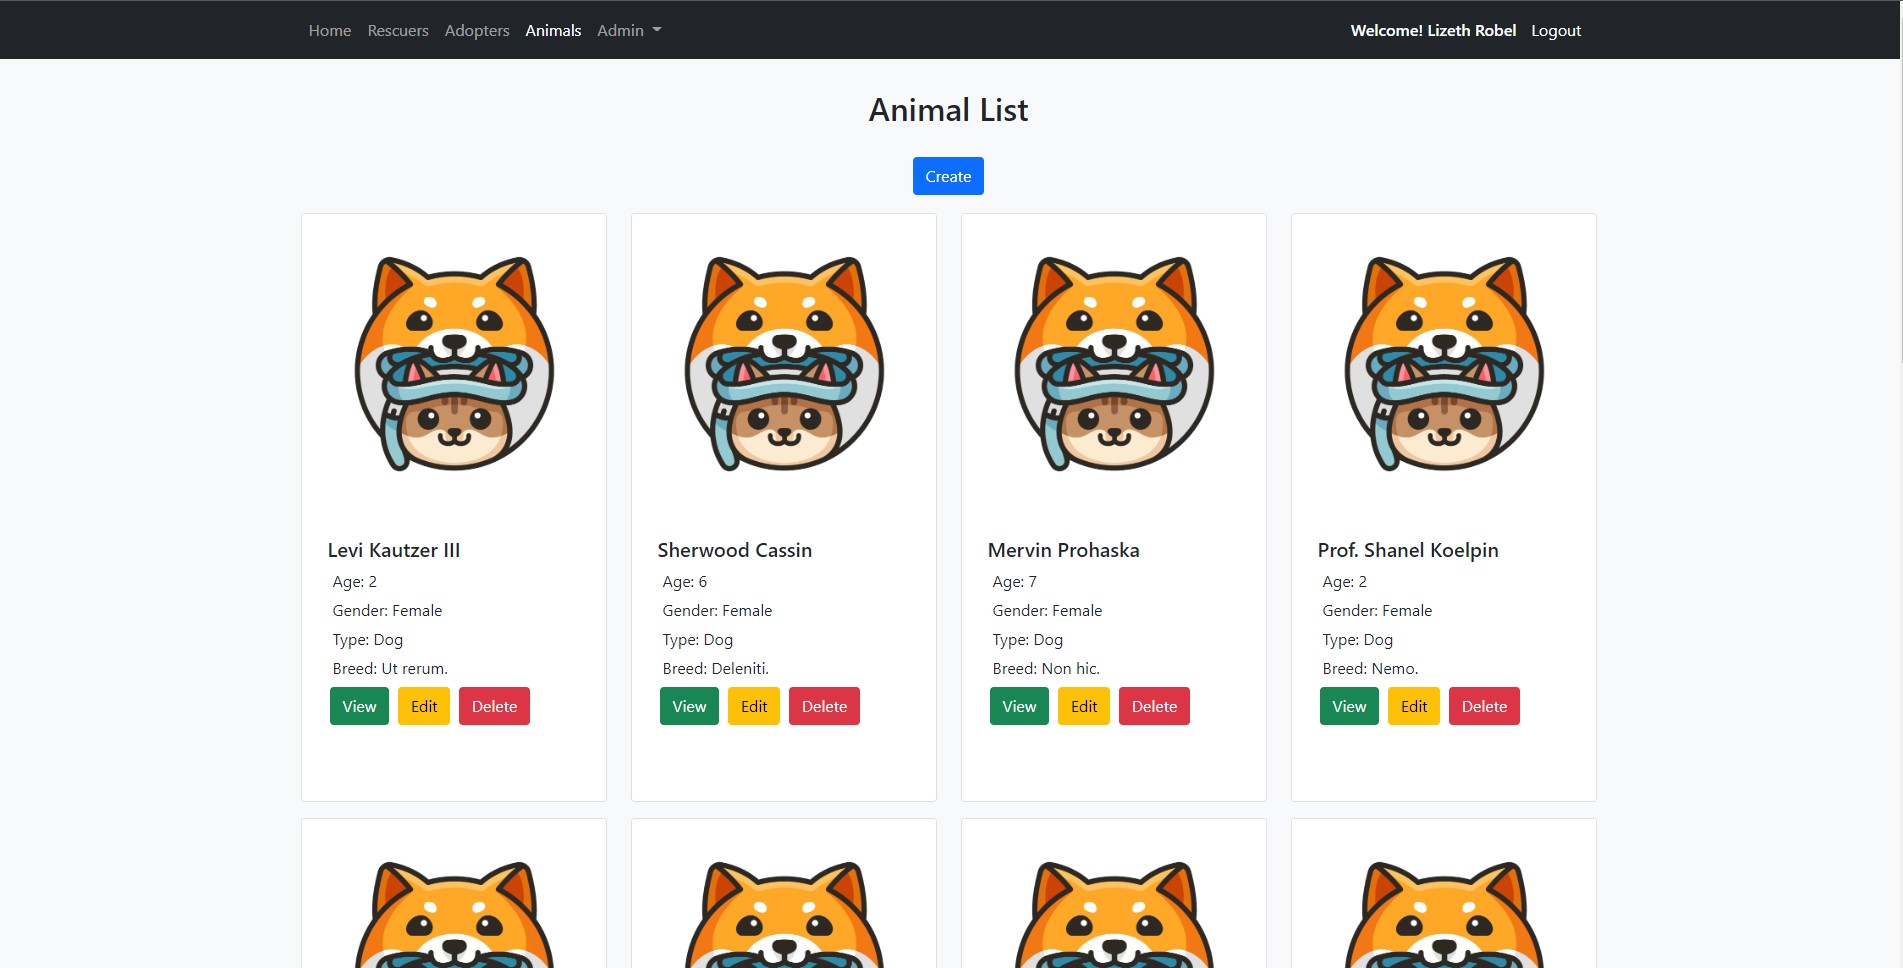 Home Rescuers Adopters Animals Admin Welcome! Lizeth Robel Logout
Animal List
Create
Levi Kautzer III
Age: 2
Gender: Female
Type: Dog
Breed: Ut rerum.
View Edit Delete
Sherwood Cassin
Age: 6
Gender: Female
Type: Dog
Breed: Deleniti.
View Edit Delete
Mervin Prohaska
Age: 7
Gender: Female
Type: Dog
Breed: Non hic.
View Edit Delete
Prof. Shanel Koelpin
Age: 2
Gender: Female
Type: Dog
Breed: Nemo.
View Edit Delete